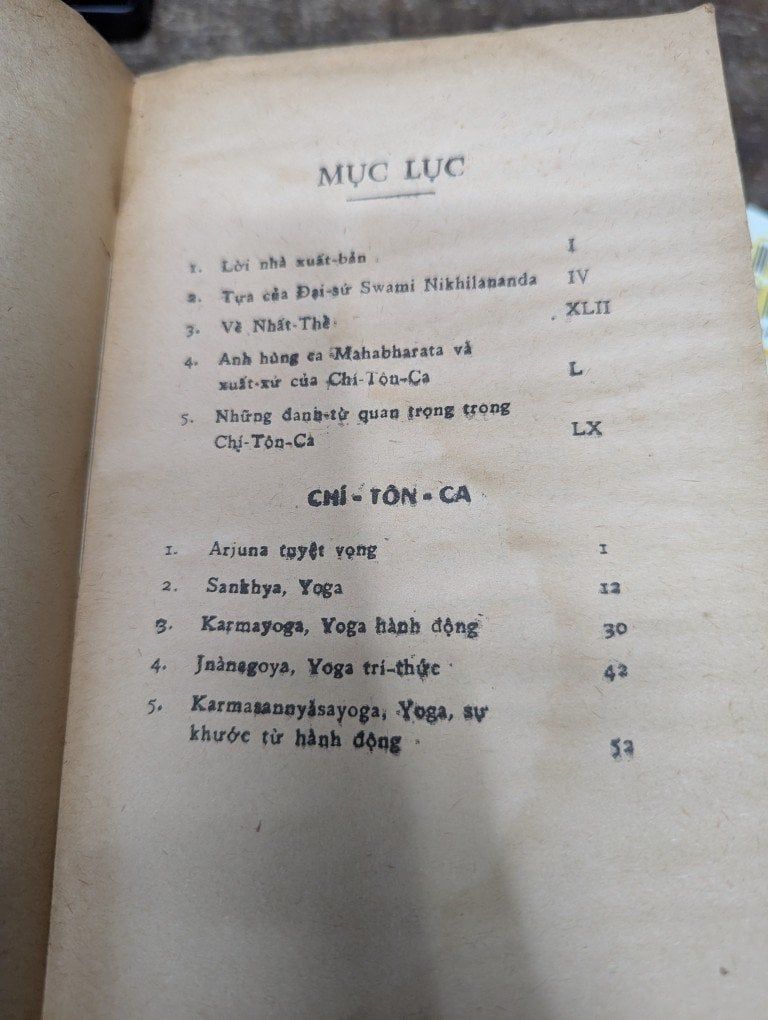 MỤC LỤC
1. Lời nhà xuất-bản I
2. Tựa của Đại-sứ Swami Nikhilananda IV
3. Về Nhất-Thể XLII
4. Anh hùng ca Mahabharata và
xuất-xứ của Chí-Tôn-Ca L
5. Những danh-từ quan trọng trong
Chí-Tôn-Ca LX
CHÍ - TÔN - CA
1. Arjuna tuyệt vọng 1
2. Sankhya, Yoga 12
3. Karmayoga, Yoga hành động 30
4. Jnànagoya, Yoga trí-thức 42
5. Karmasannyàsayoga, Yoga, sự
khước từ hành động 52